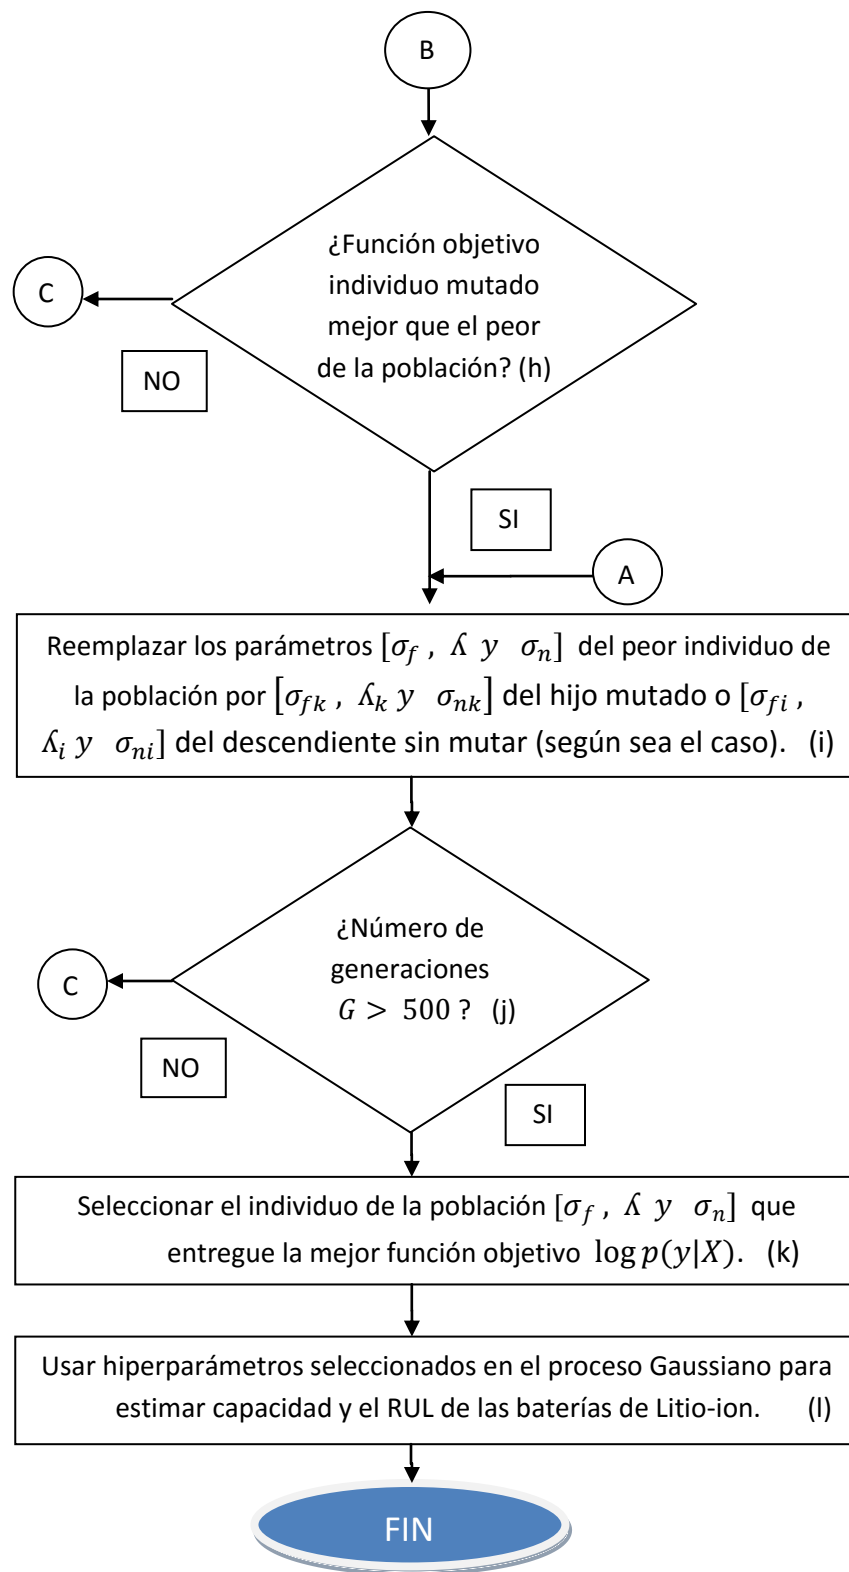 B
¿Función objetivo
individuo mutado
mejor que el peor
de la población? (h)
C
NO
SI
A
Reemplazar los parámetros [σ_f , ʎ y σ_n] del peor individuo de
la población por [σ_fk , ʎ_k y σ_nk] del hijo mutado o [σ_fi ,
ʎ_i y σ_ni] del descendiente sin mutar (según sea el caso). (i)
¿Número de
generaciones
G > 500 ? (j)
C
NO
SI
Seleccionar el individuo de la población [σ_f , ʎ y σ_n] que
entregue la mejor función objetivo log p(y|X). (k)
Usar hiperparámetros seleccionados en el proceso Gaussiano para
estimar capacidad y el RUL de las baterías de Litio-ion. (l)
FIN